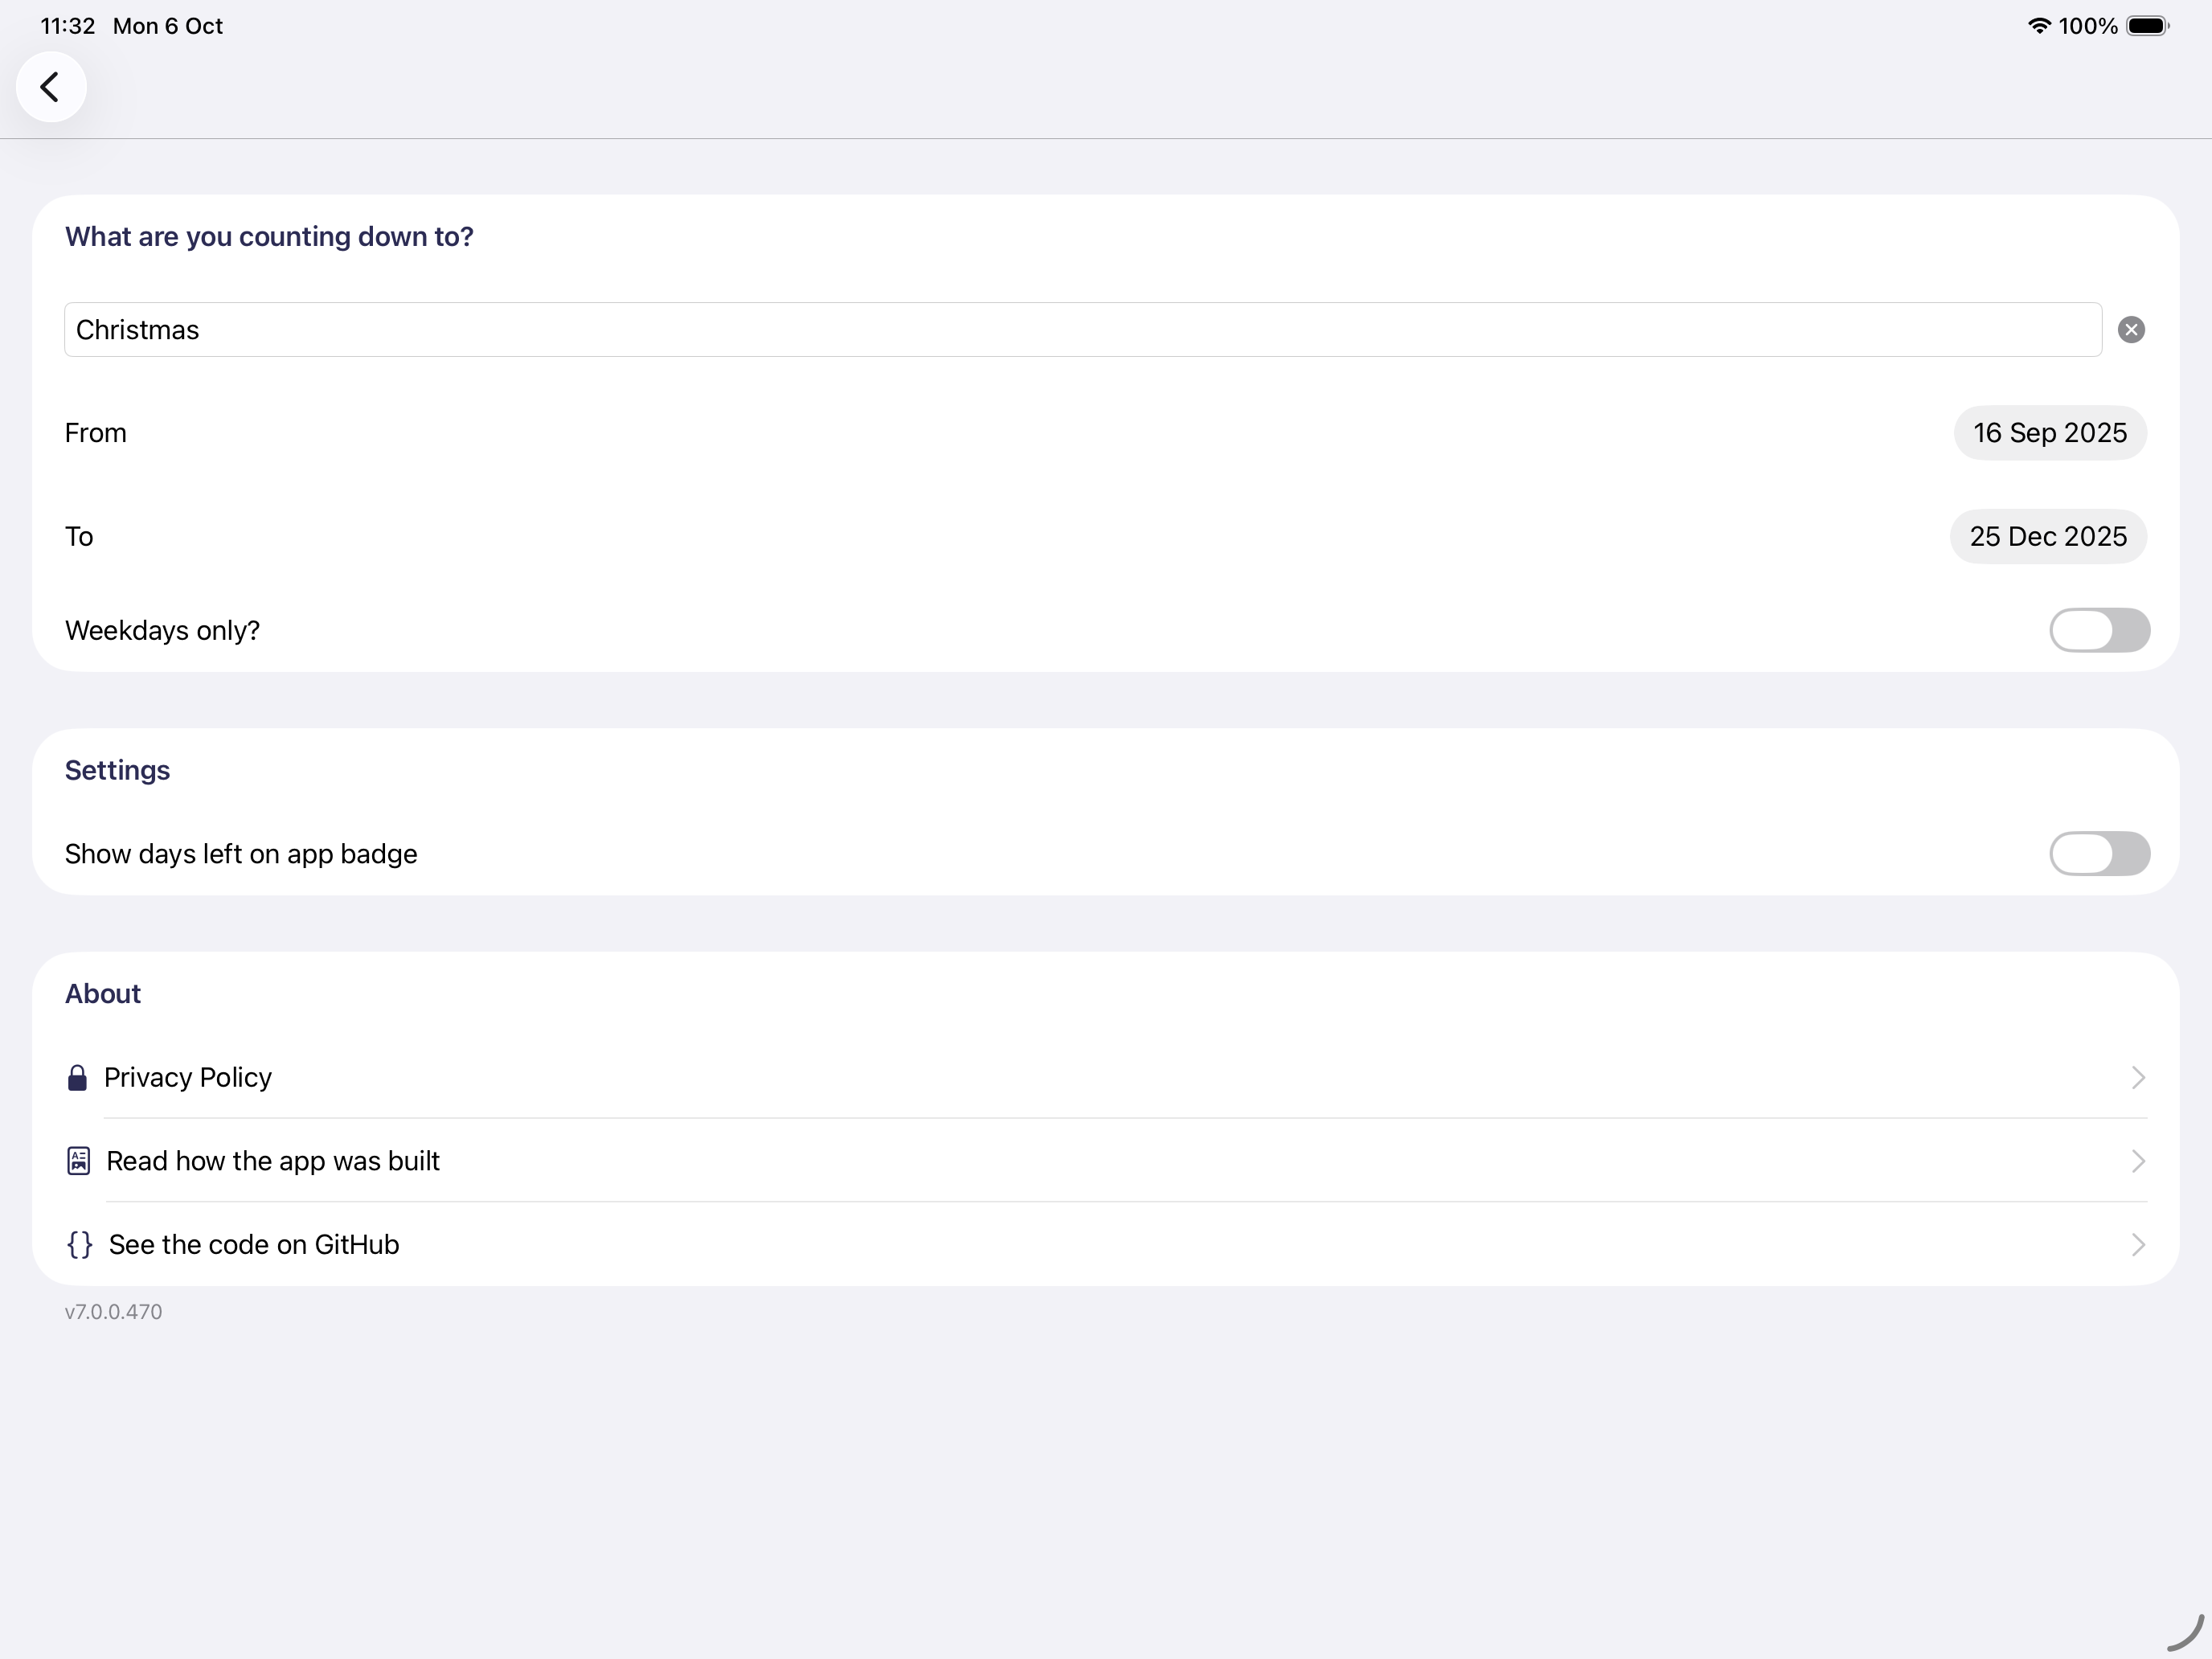 11:32 Mon 6 Oct 100%
What are you counting down to?
Christmas
From 16 Sep 2025
To 25 Dec 2025
Weekdays only?
Settings
Show days left on app badge
About
Privacy Policy
Read how the app was built
{} See the code on GitHub
v7.0.0.470